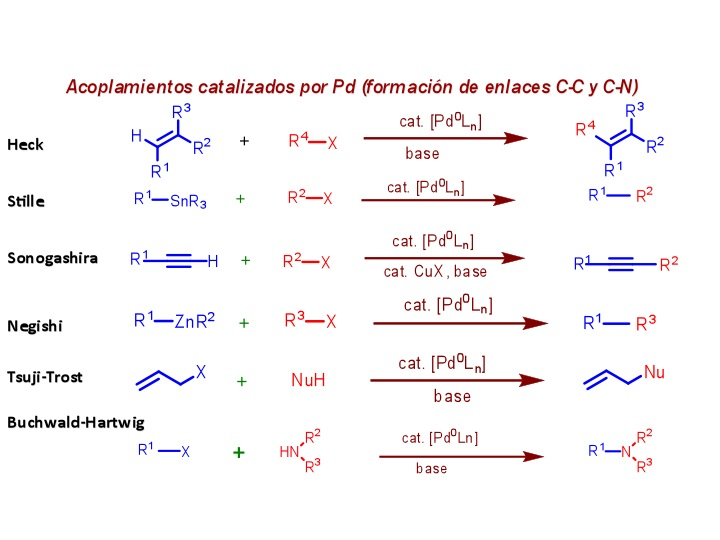 Acoplamientos catalizados por Pd (formación de enlaces C-C y C-N)
Heck H R³ R² R¹ + R⁴—X cat. [Pd⁰Lₙ] base R⁴ R³ R² R¹
Stille R¹—SnR₃ + R²—X cat. [Pd⁰Lₙ] R¹—R²
Sonogashira R¹ H + R²—X cat. [Pd⁰Lₙ] cat. CuX , base R¹ R²
Negishi R¹—ZnR² + R³—X cat. [Pd⁰Lₙ] R¹—R³
Tsuji-Trost X + NuH cat. [Pd⁰Lₙ] base Nu
Buchwald-Hartwig
R¹—X + HN R² R³ cat. [Pd⁰Ln] base R¹—N R² R³